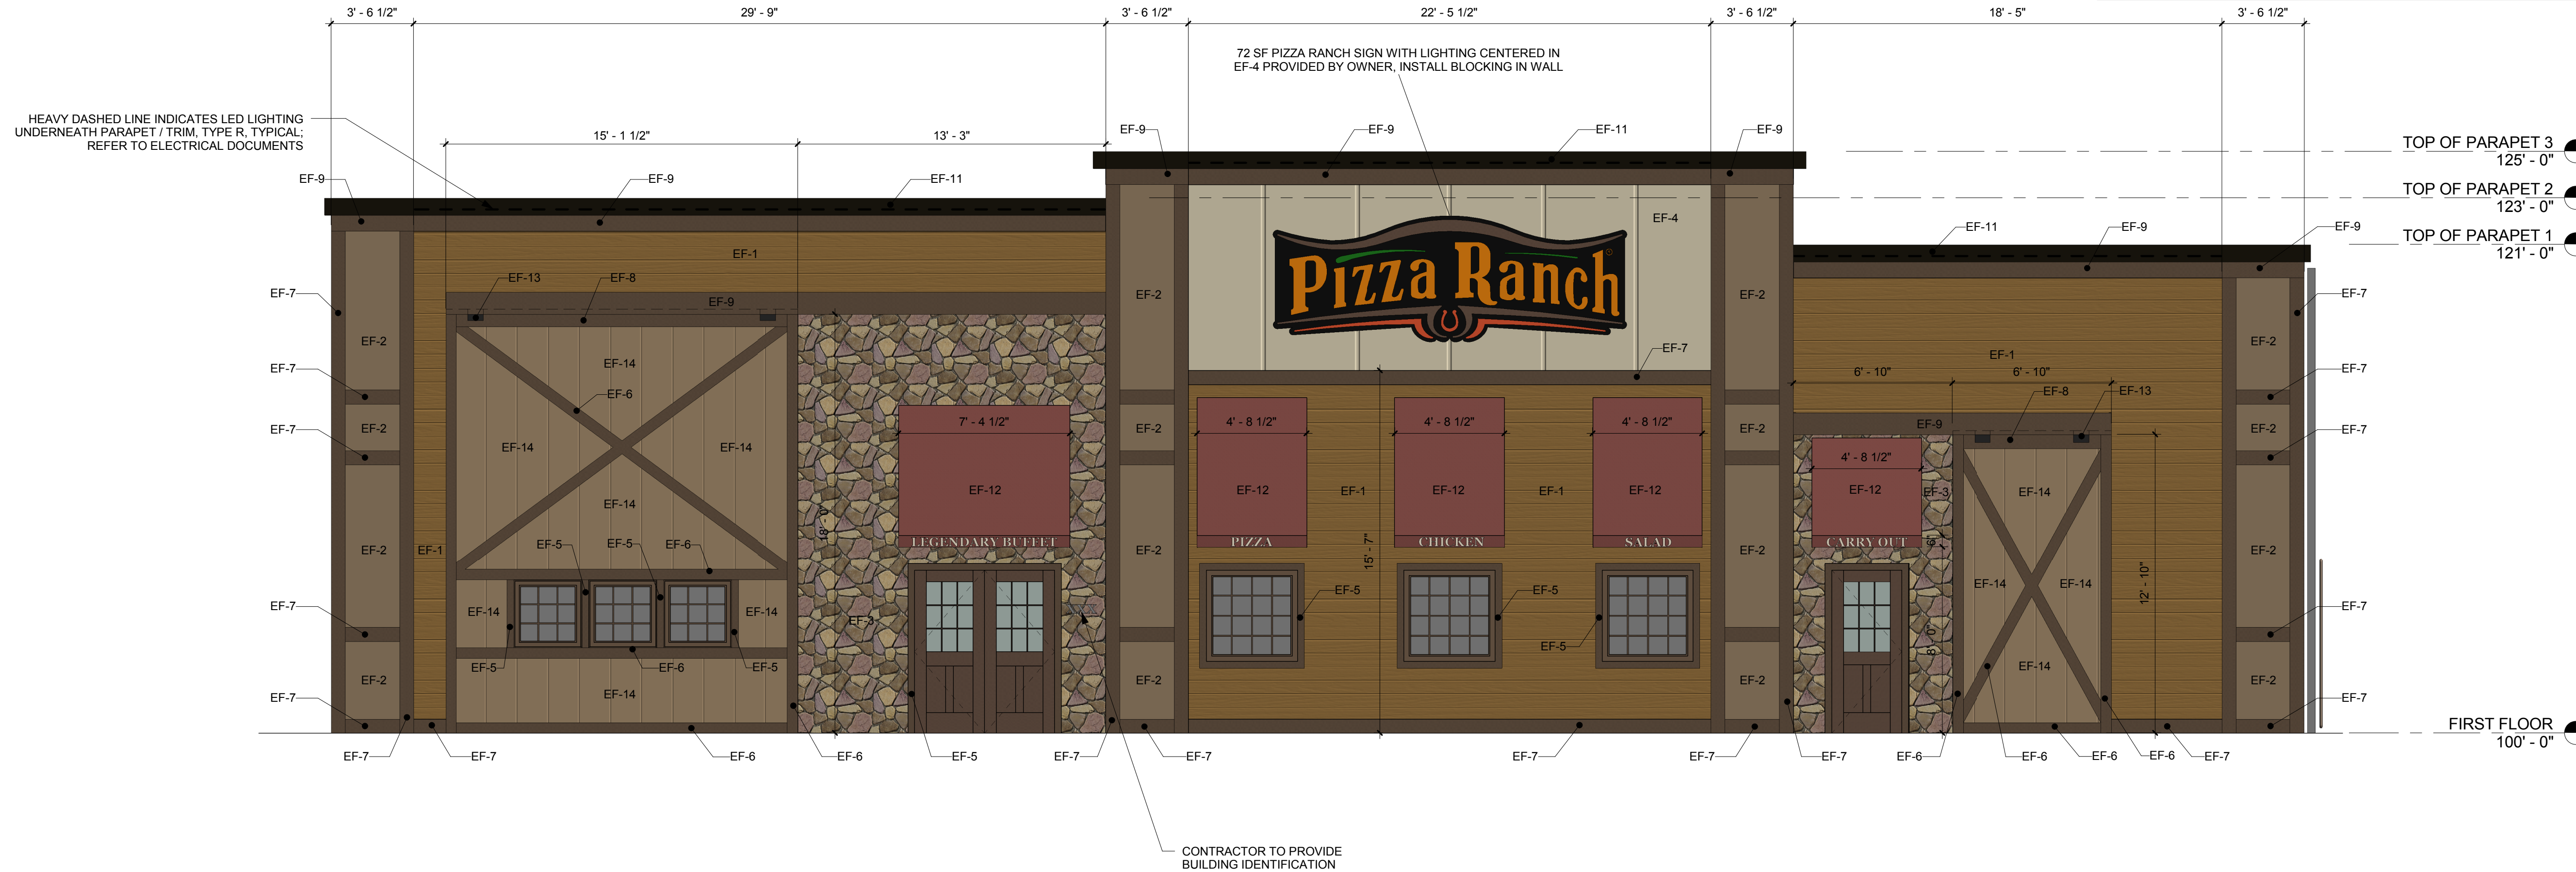 3' - 6 1/2"
29' - 9"
3' - 6 1/2"
22' - 5 1/2"
3' - 6 1/2"
18' - 5"
3' - 6 1/2"
72 SF PIZZA RANCH SIGN WITH LIGHTING CENTERED IN
EF-4 PROVIDED BY OWNER, INSTALL BLOCKING IN WALL
HEAVY DASHED LINE INDICATES LED LIGHTING
UNDERNEATH PARAPET / TRIM, TYPE R, TYPICAL;
REFER TO ELECTRICAL DOCUMENTS
15' - 1 1/2"
13' - 3"
EF-9
EF-9
EF-11
EF-9
TOP OF PARAPET 3
125' - 0"
EF-9
EF-9
EF-11
TOP OF PARAPET 2
123' - 0"
EF-4
EF-11
EF-9
EF-9
TOP OF PARAPET 1
121' - 0"
EF-1
EF-13
EF-8
EF-9
Pizza Ranch
®
EF-7
EF-2
EF-2
EF-2
EF-7
EF-2
EF-7
EF-1
EF-14
EF-6
EF-7
EF-7
6' - 10"
6' - 10"
EF-8
EF-13
EF-7
EF-2
7' - 4 1/2"
EF-2
4' - 8 1/2"
4' - 8 1/2"
4' - 8 1/2"
EF-2
EF-9
EF-2
EF-7
EF-14
EF-14
4' - 8 1/2"
EF-7
EF-14
EF-12
EF-12
EF-1
EF-12
EF-1
EF-12
EF-12
EF-3
EF-14
18' - 0"
EF-2
EF-1
EF-5
EF-5
EF-6
LEGENDARY BUFFET
EF-2
PIZZA
CHICKEN
SALAD
EF-2
CARRY OUT
6"
EF-2
15' - 7"
EF-7
EF-14
EF-14
EF-3
XXX
EF-5
EF-5
EF-5
EF-14
EF-14
12' - 10"
EF-7
8' - 0"
EF-2
EF-5
EF-6
EF-5
EF-14
EF-2
EF-2
EF-14
EF-2
EF-7
EF-7
FIRST FLOOR
100' - 0"
EF-7
EF-7
EF-6
EF-6
EF-5
EF-7
EF-7
EF-7
EF-7
EF-7
EF-6
EF-6
EF-6
EF-6
EF-7
CONTRACTOR TO PROVIDE
BUILDING IDENTIFICATION